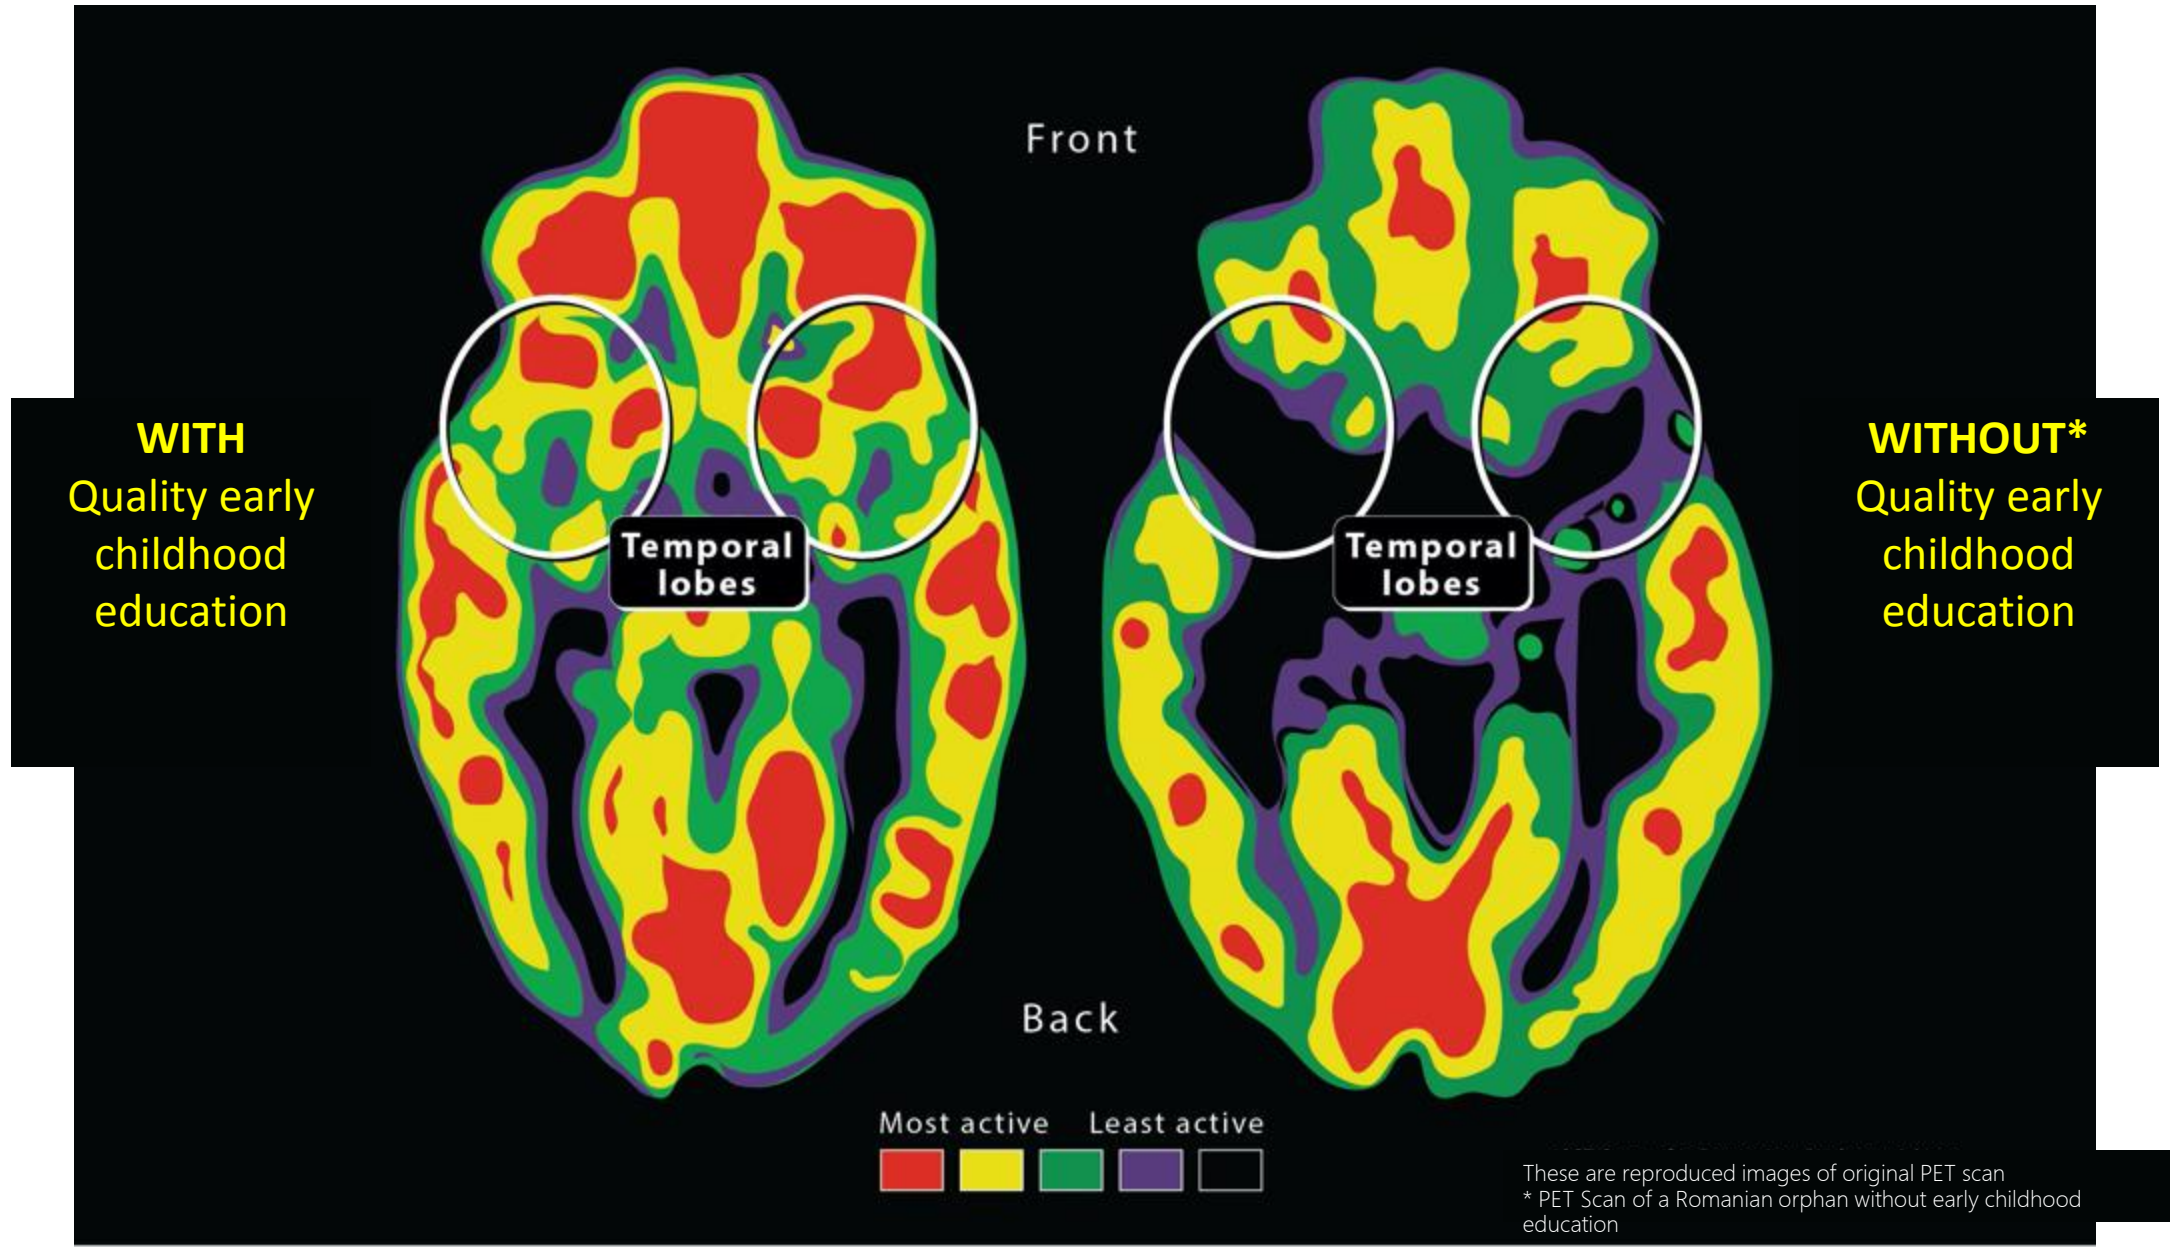 Front
WITH
Quality early
childhood
education
WITHOUT*
Quality early
childhood
education
Temporal
lobes
Temporal
lobes
Back
Most active Least active
These are reproduced images of original PET scan
* PET Scan of a Romanian orphan without early childhood
education